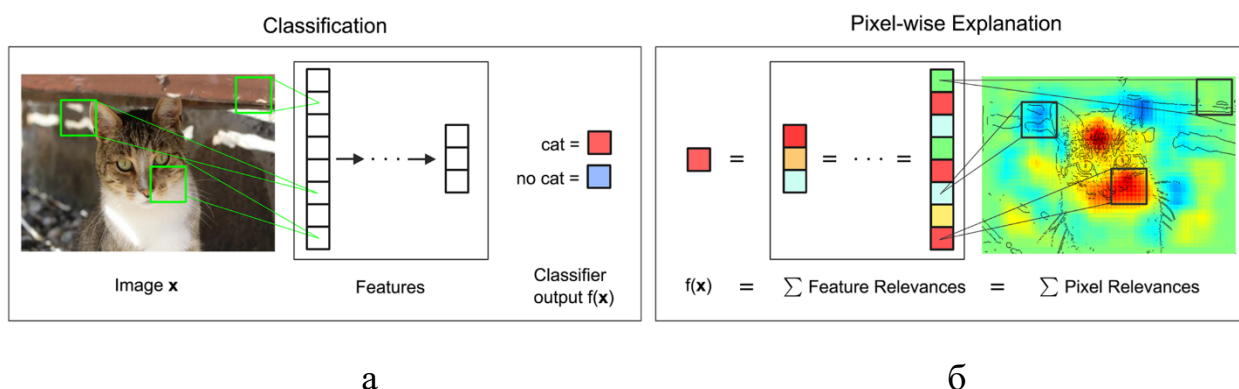 Classification
Pixel-wise Explanation
cat =
no cat =
Image x
Features
Classifier
output f(x)
= = · · · =
f(x) = ∑ Feature Relevances = ∑ Pixel Relevances
а
б